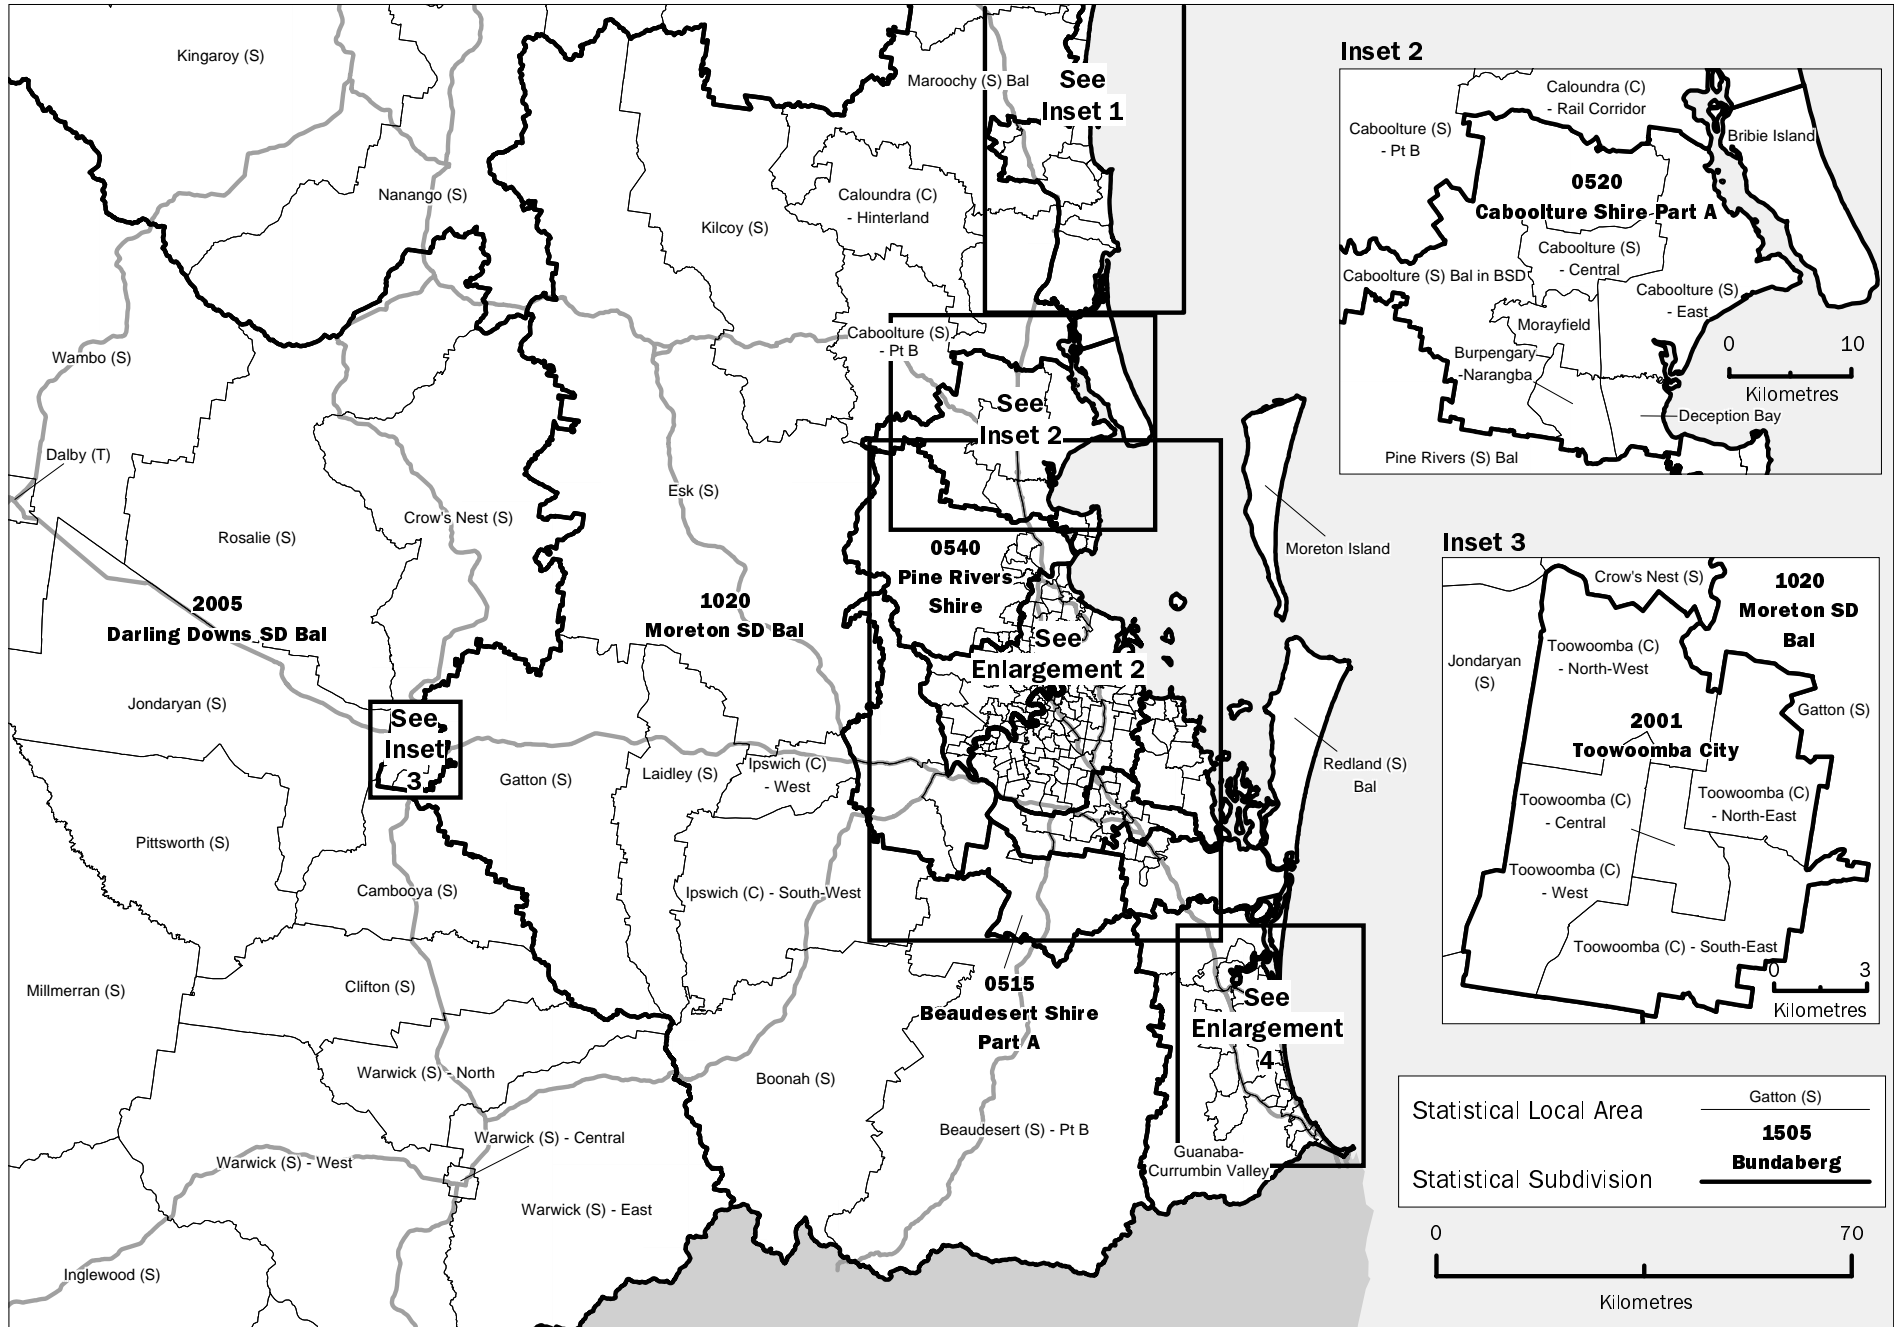 Kingaroy (S)
Maroochy (S) Bal
See
Inset 1
Nanango (S)
Caloundra (C)
- Hinterland
Kilcoy (S)
Wambo (S)
Caboolture (S)
- Pt B
See
Inset 2
Dalby (T)
Esk (S)
Crow's Nest (S)
Rosalie (S)
Moreton Island
0540
Pine Rivers
Shire
2005
Darling Downs SD Bal
1020
Moreton SD Bal
See
Enlargement 2
Jondaryan (S)
See
Inset
3
Gatton (S)
Laidley (S)
Ipswich (C)
- West
Redland (S)
Bal
Pittsworth (S)
Cambooya (S)
Ipswich (C) - South-West
Millmerran (S)
Clifton (S)
0515
Beaudesert Shire
Part A
See
Enlargement
4
Warwick (S) - North
Boonah (S)
Beaudesert (S) - Pt B
Warwick (S) - Central
Warwick (S) - West
Guanaba-
Currumbin Valley
Warwick (S) - East
Inglewood (S)
Inset 2
Caloundra (C)
- Rail Corridor
Caboolture (S)
- Pt B
Bribie Island
0520
Caboolture Shire Part A
Caboolture (S)
- Central
Caboolture (S) Bal in BSD
Caboolture (S)
- East
Morayfield
Burpengary
-Narangba
0 10
Kilometres
Deception Bay
Pine Rivers (S) Bal
Inset 3
Crow's Nest (S)
1020
Moreton SD
Bal
Toowoomba (C)
- North-West
Jondaryan
(S)
Gatton (S)
2001
Toowoomba City
Toowoomba (C)
- Central
Toowoomba (C)
- North-East
Toowoomba (C)
- West
Toowoomba (C) - South-East
0 3
Kilometres
Statistical Local Area
Gatton (S)
1505
Bundaberg
Statistical Subdivision
0 70
Kilometres